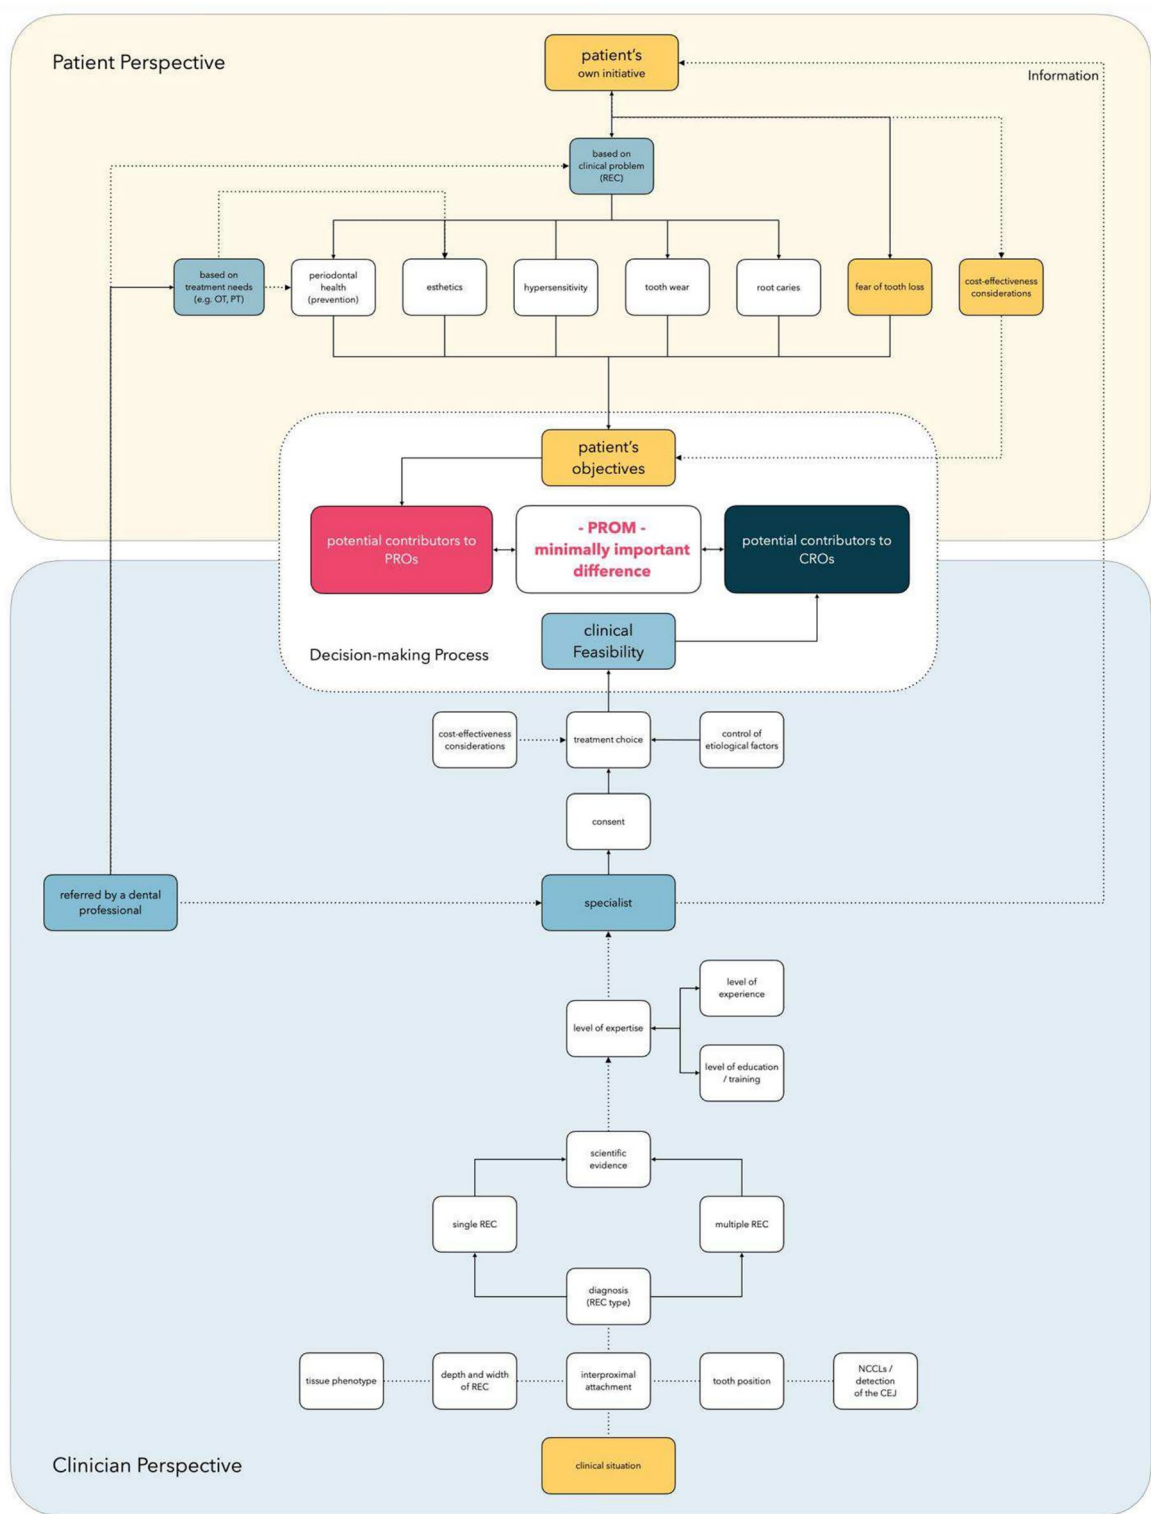 Patient Perspective
patient's
own initiative
Information
based on
clinical problem
(REC)
based on
treatment needs
(e.g. OT, PT)
periodontal
health
(prevention)
esthetics
hypersensitivity
tooth wear
root caries
fear of tooth loss
cost-effectiveness
considerations
patient's
objectives
potential contributors to
PROs
- PROM -
minimally important
difference
potential contributors to
CROs
clinical
Feasibility
Decision-making Process
cost-effectiveness
considerations
treatment choice
control of
etiological factors
consent
referred by a dental
professional
specialist
level of
experience
level of expertise
level of education
/ training
scientific
evidence
single REC
multiple REC
diagnosis
(REC type)
tissue phenotype
depth and width
of REC
interproximal
attachment
tooth position
NCCLs /
detection
of the CEJ
clinical situation
Clinician Perspective